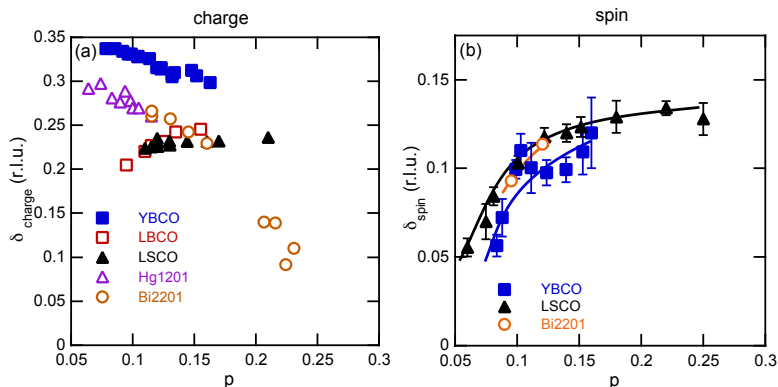 charge
spin
(a)
(b)
0.35
0.3
0.25
0.2
0.15
0.1
0.05
0
δcharge (r.l.u.)
YBCO
LBCO
LSCO
Hg1201
Bi2201
0.05
0.1
0.15
0.2
0.25
0.3
p
0.15
0.1
0.05
0
δspin (r.l.u.)
YBCO
LSCO
Bi2201
0.05
0.1
0.15
0.2
0.25
0.3
p